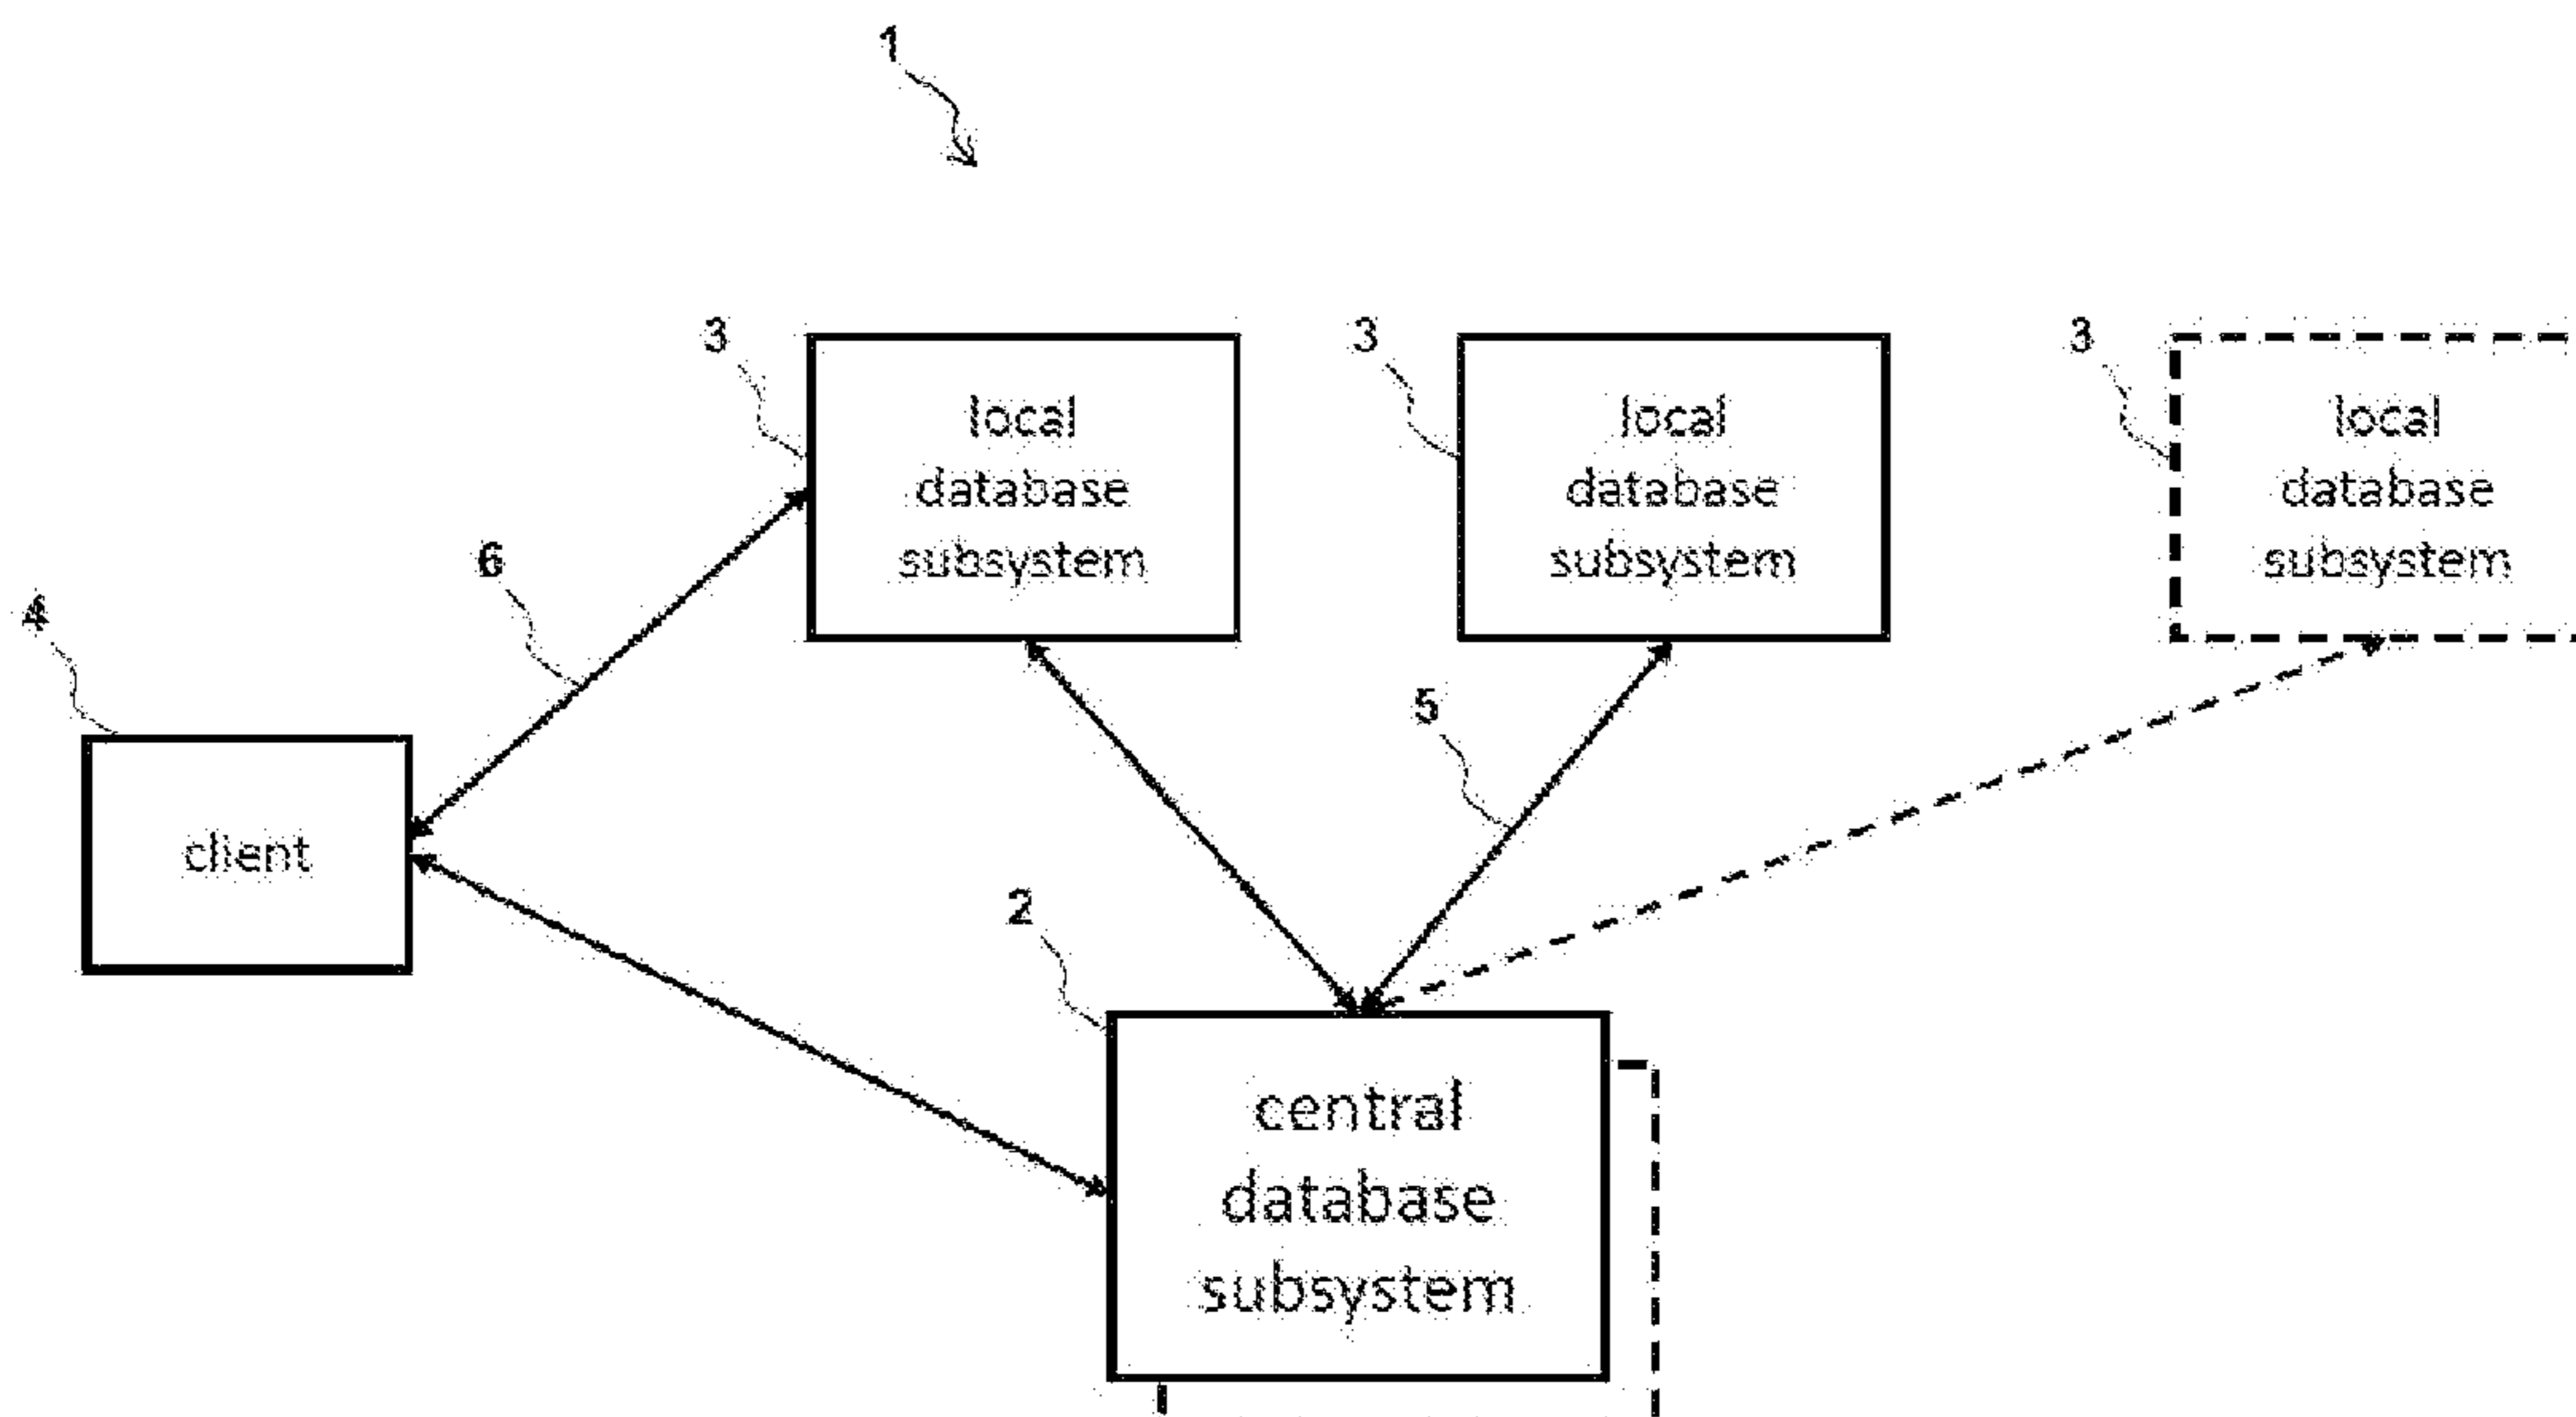 1
3
local
database
subsystem
3
local
database
subsystem
3
local
database
subsystem
6
4
client
5
2
central
database
subsystem